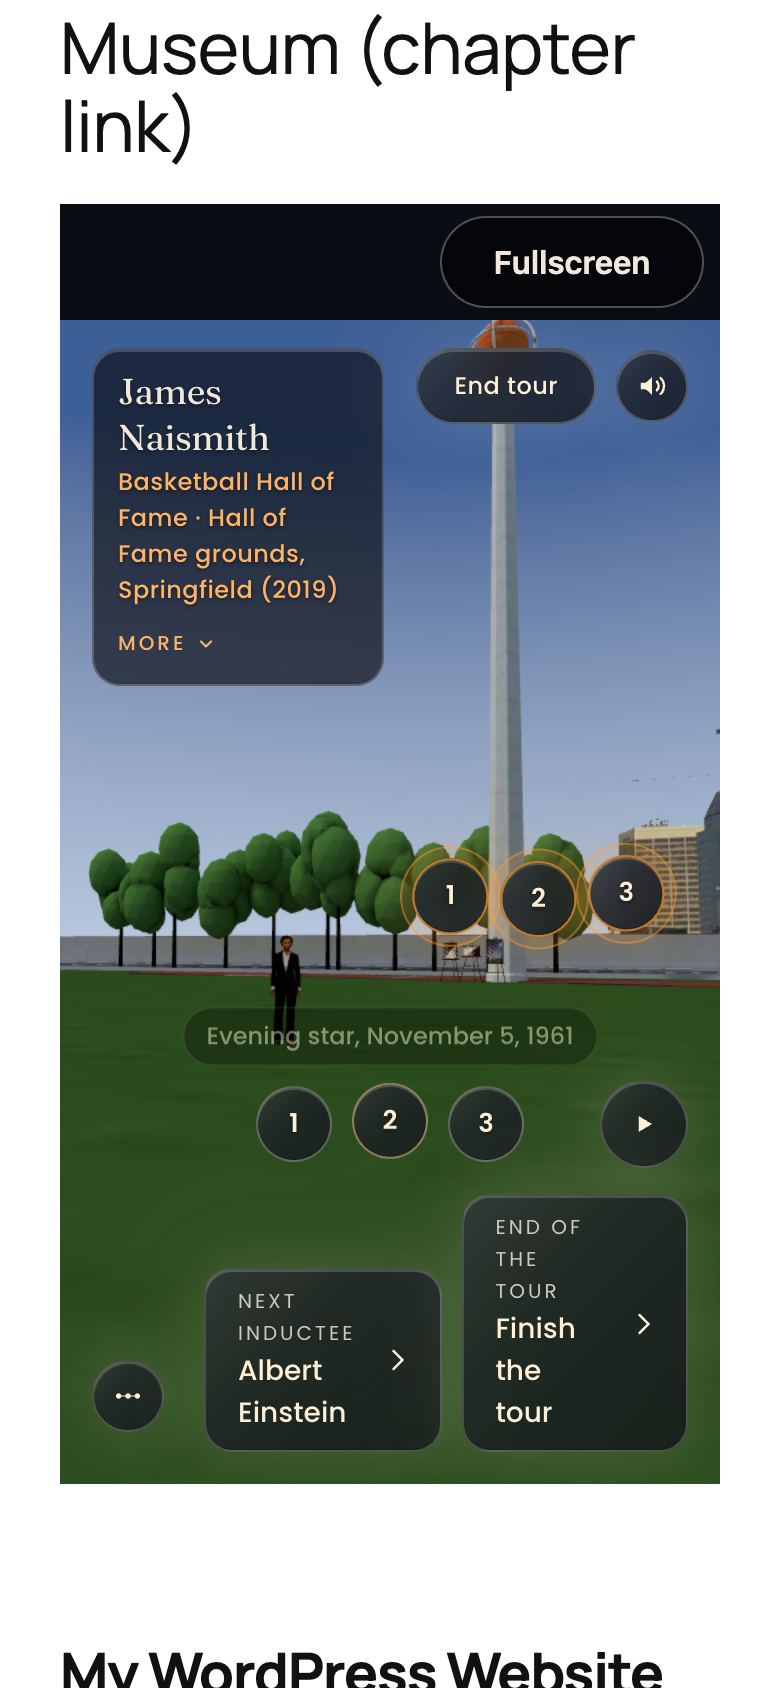 Museum (chapter
link)
Fullscreen
James
Naismith
Basketball Hall of
Fame · Hall of
Fame grounds,
Springfield (2019)
MORE
End tour
1
2
3
Evening star, November 5, 1961
1
2
3
NEXT
INDUCTEE
Albert
Einstein
END OF
THE
TOUR
Finish
the
tour
My WordPress Website